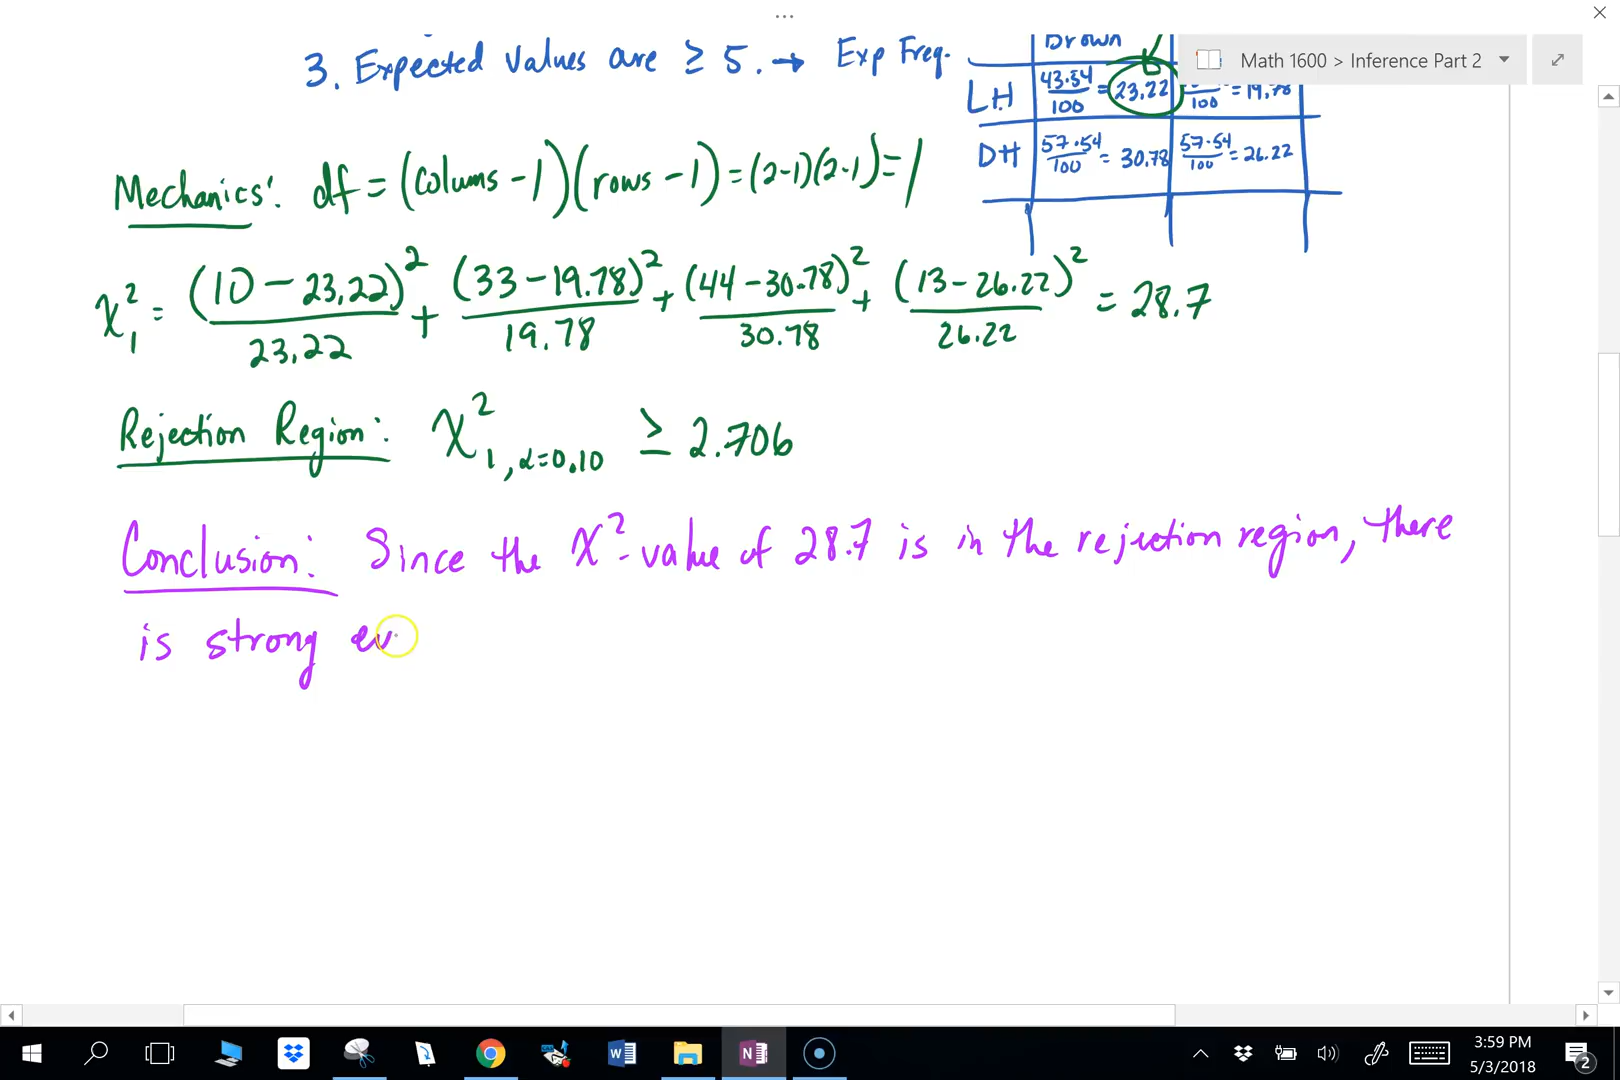 3. Expected Values are ≥ 5. → Exp Freq.
Brown
Math 1600 > Inference Part 2
LH 43·54/100 = 23.22 /100 = 19.78
DH 57·54/100 = 30.78 57·54/100 = 26.22
Mechanics: df = (colums - 1)(rows - 1) = (2-1)(2-1) = 1
χ²₁ = (10 - 23.22)²/23.22 + (33 - 19.78)²/19.78 + (44 - 30.78)²/30.78 + (13 - 26.22)²/26.22 = 28.7
Rejection Region: χ²₁,α=0.10 ≥ 2.706
Conclusion: Since the χ²-value of 28.7 is in the rejection region, there
is strong ev
3:59 PM
5/3/2018
2